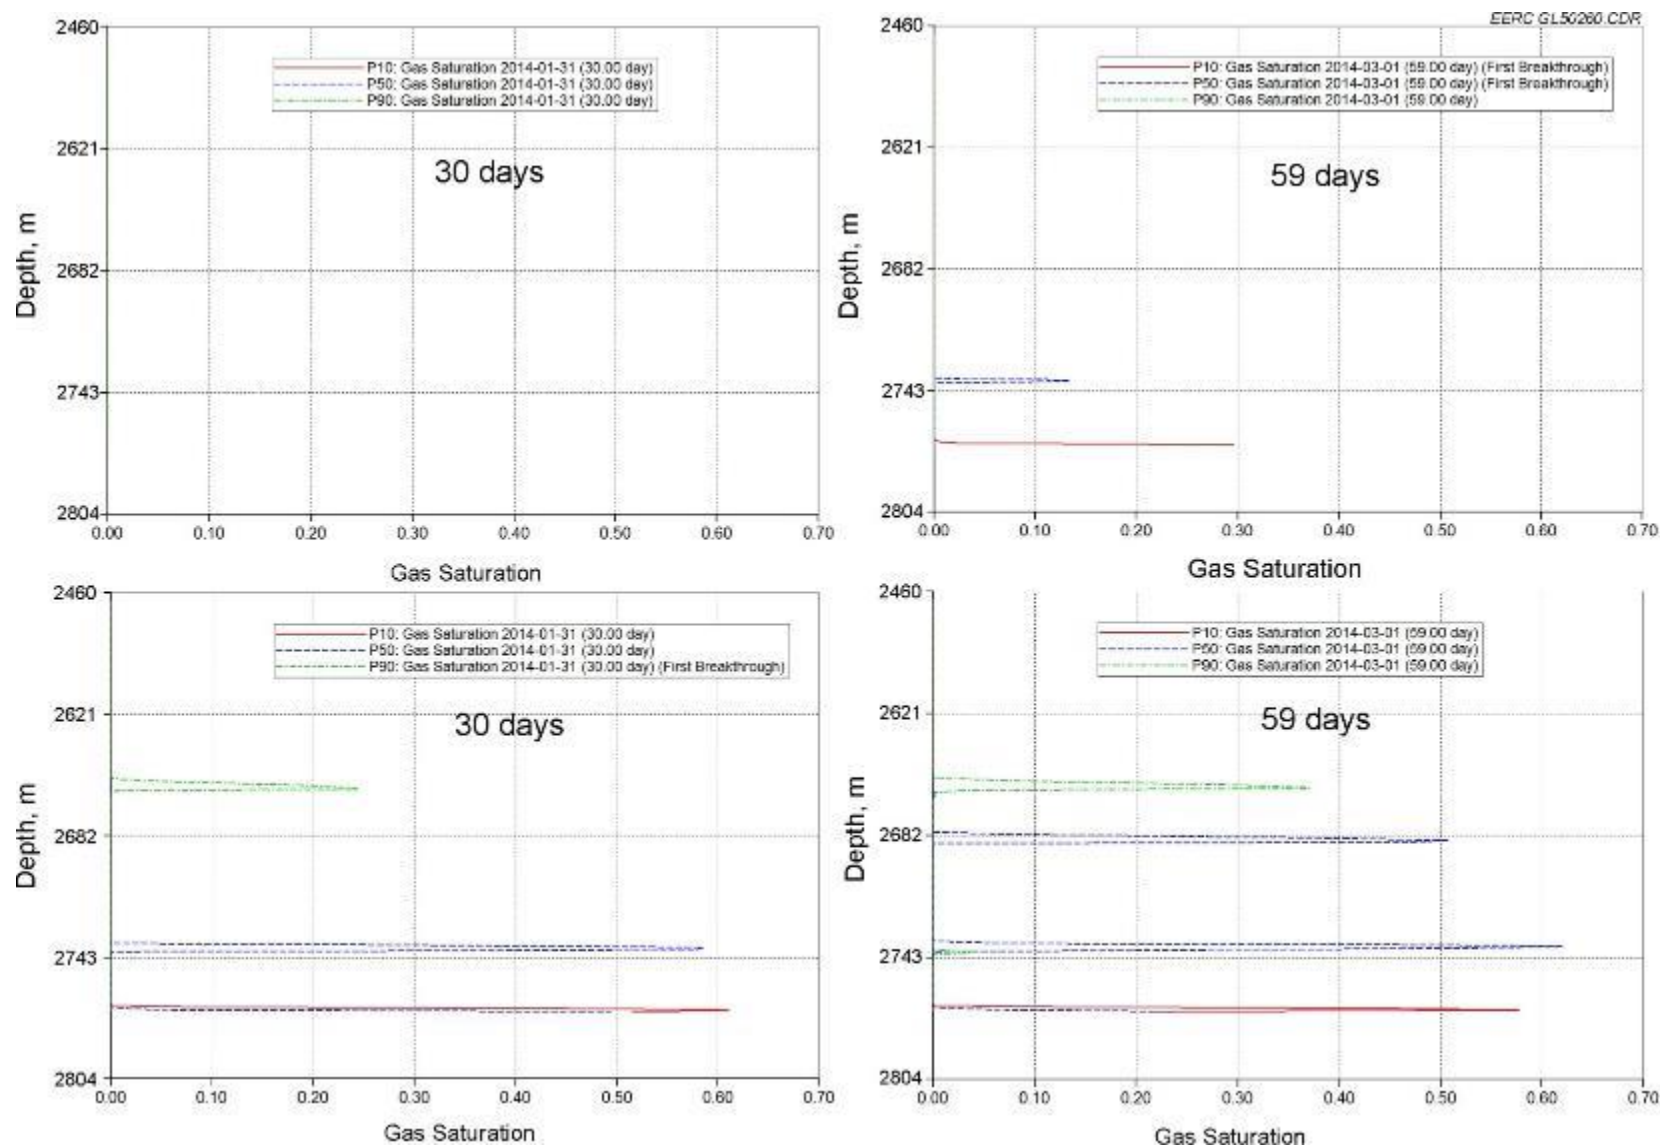 EERC GL50260.CDR
2460
P10: Gas Saturation 2014-01-31 (30.00 day)
P50: Gas Saturation 2014-01-31 (30.00 day)
P90: Gas Saturation 2014-01-31 (30.00 day)
2621
30 days
Depth, m
2682
2743
2804
0.00 0.10 0.20 0.30 0.40 0.50 0.60 0.70
Gas Saturation
2460
P10: Gas Saturation 2014-03-01 (59.00 day) (First Breakthrough)
P50: Gas Saturation 2014-03-01 (59.00 day) (First Breakthrough)
P90: Gas Saturation 2014-03-01 (59.00 day)
2621
59 days
Depth, m
2682
2743
2804
0.00 0.10 0.20 0.30 0.40 0.50 0.60 0.70
Gas Saturation
2460
P10: Gas Saturation 2014-01-31 (30.00 day)
P50: Gas Saturation 2014-01-31 (30.00 day)
P90: Gas Saturation 2014-01-31 (30.00 day) (First Breakthrough)
2621
30 days
Depth, m
2682
2743
2804
0.00 0.10 0.20 0.30 0.40 0.50 0.60 0.70
Gas Saturation
2460
P10: Gas Saturation 2014-03-01 (59.00 day)
P50: Gas Saturation 2014-03-01 (59.00 day)
P90: Gas Saturation 2014-03-01 (59.00 day)
2621
59 days
Depth, m
2682
2743
2804
0.00 0.10 0.20 0.30 0.40 0.50 0.60 0.70
Gas Saturation